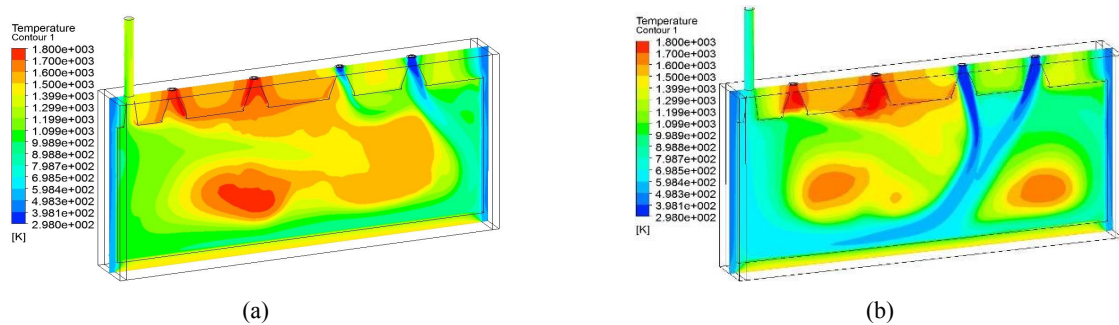 Temperature
Contour 1
1.800e+003
1.700e+003
1.600e+003
1.500e+003
1.399e+003
1.299e+003
1.199e+003
1.099e+003
9.989e+002
8.987e+002
7.987e+002
6.985e+002
5.984e+002
4.983e+002
3.981e+002
2.980e+002
[K]
(a)
Temperature
Contour 1
1.800e+003
1.700e+003
1.600e+003
1.500e+003
1.399e+003
1.299e+003
1.199e+003
1.099e+003
9.989e+002
8.987e+002
7.987e+002
6.985e+002
5.984e+002
4.983e+002
3.981e+002
2.980e+002
[K]
(b)